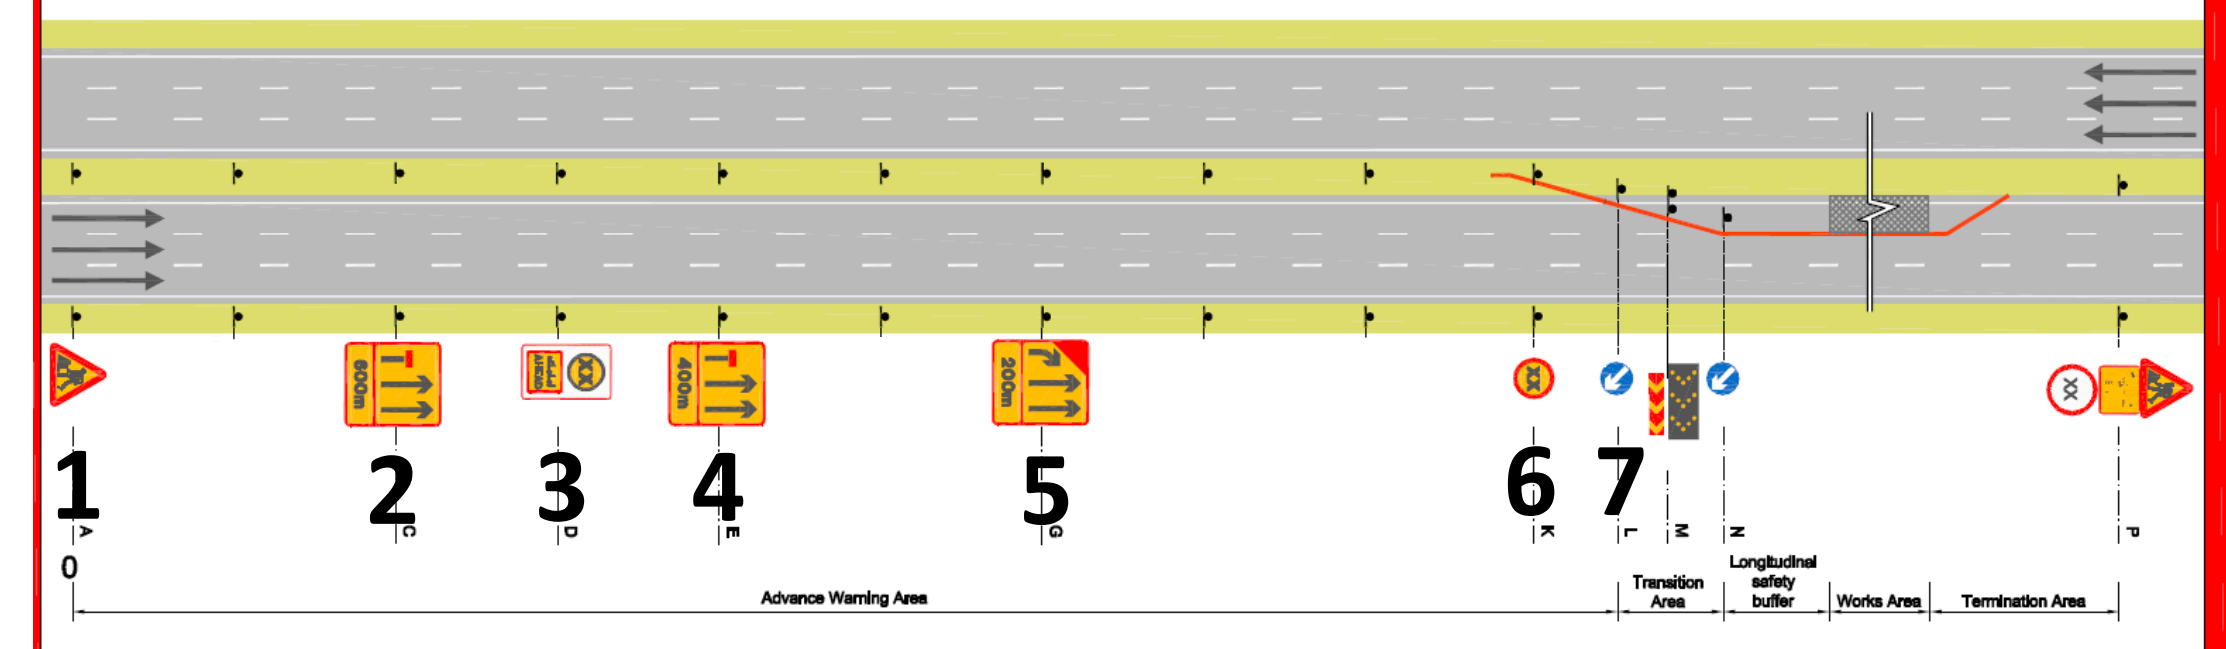 600m
AHEAD
XX
400m
200m
XX
XX
1
2
3
4
5
6
7
A
C
D
E
G
K
L
M
N
P
0
Advance Warning Area
Transition
Area
Longitudinal
safety
buffer
Works Area
Termination Area